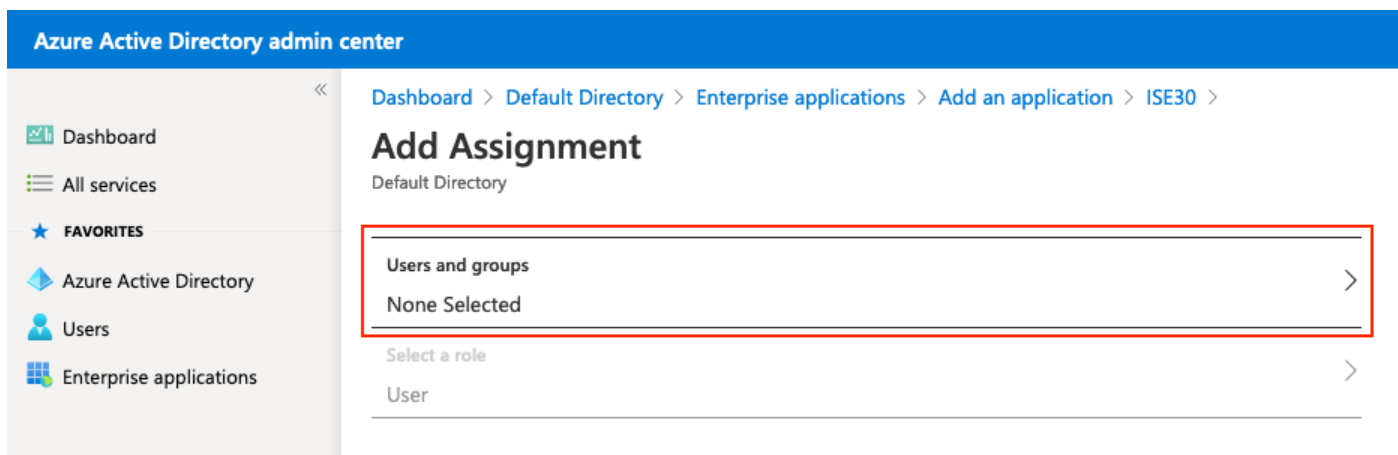 Azure Active Directory admin center
«
Dashboard > Default Directory > Enterprise applications > Add an application > ISE30 >
Add Assignment
Default Directory
Dashboard
All services
FAVORITES
Azure Active Directory
Users
Enterprise applications
Users and groups
None Selected
Select a role
User